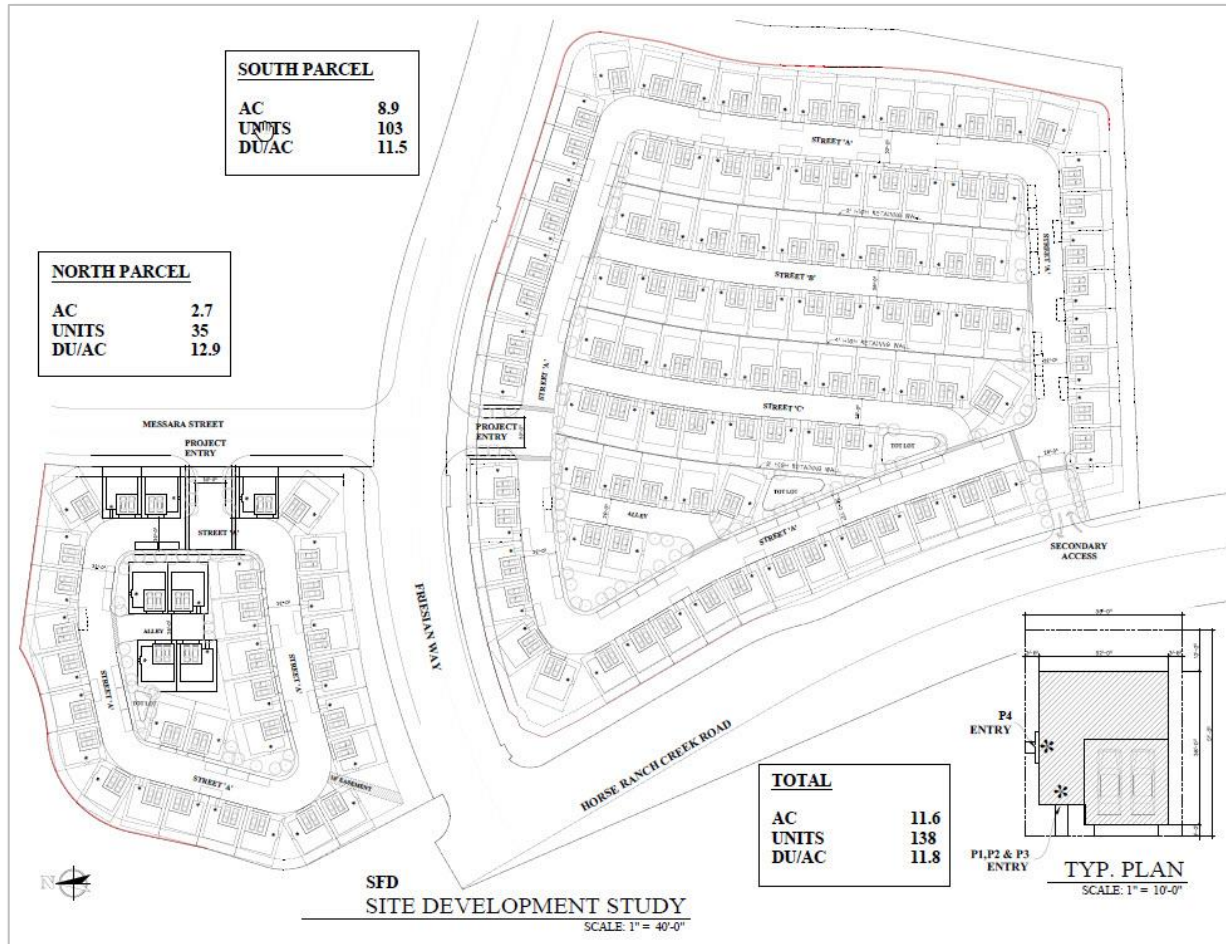 SOUTH PARCEL
AC 8.9
UNITS 103
DU/AC 11.5
NORTH PARCEL
AC 2.7
UNITS 35
DU/AC 12.9
MESSARA STREET
PROJECT
ENTRY
STREET 'A'
ALLEY
STREET 'A'
STREET 'A'
TOT LOT
STREET 'A'
EASEMENT
FRIESIAN WAY
PROJECT
ENTRY
STREET 'A'
STREET 'A'
STREET 'A'
STREET 'B'
STREET 'C'
TOT LOT
TOT LOT
ALLEY
STREET 'A'
SECONDARY
ACCESS
HORSE RANCH CREEK ROAD
TOTAL
AC 11.6
UNITS 138
DU/AC 11.8
P4
ENTRY
P1,P2 & P3
ENTRY
TYP. PLAN
SCALE: 1" = 10'-0"
N
SFD
SITE DEVELOPMENT STUDY
SCALE: 1" = 40'-0"